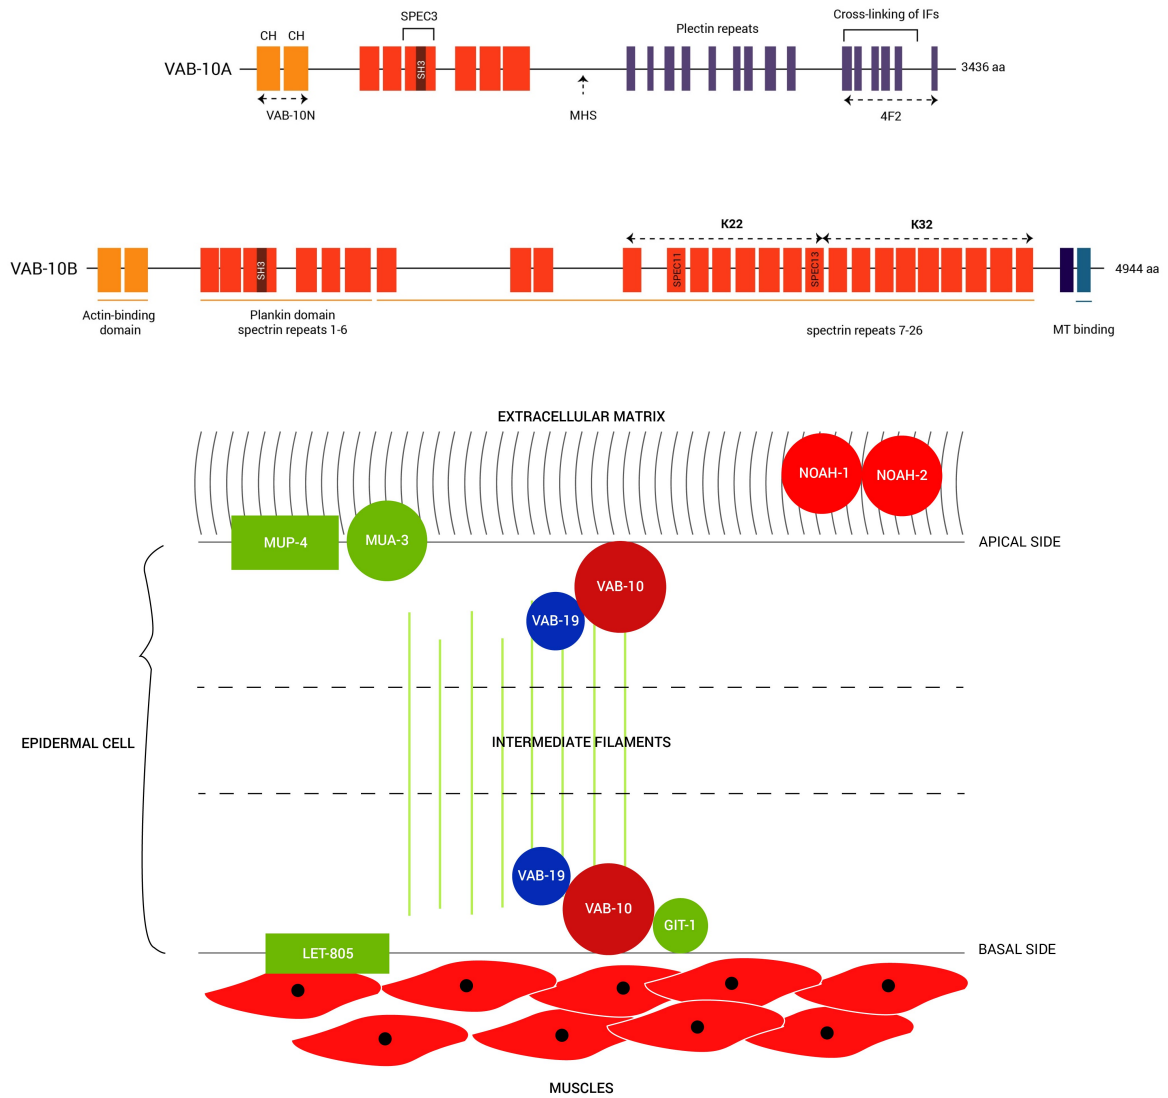 SPEC3
Cross-linking of IFs
Plectin repeats
CH CH
VAB-10A
SH3
3436 aa
VAB-10N
MHS
4F2
K22
K32
VAB-10B
SH3
SPEC11
SPEC13
4944 aa
Actin-binding
domain
Plankin domain
spectrin repeats 1-6
spectrin repeats 7-26
MT binding
EXTRACELLULAR MATRIX
NOAH-1
NOAH-2
MUP-4
MUA-3
APICAL SIDE
VAB-10
VAB-19
EPIDERMAL CELL
INTERMEDIATE FILAMENTS
VAB-19
VAB-10
GIT-1
LET-805
BASAL SIDE
MUSCLES